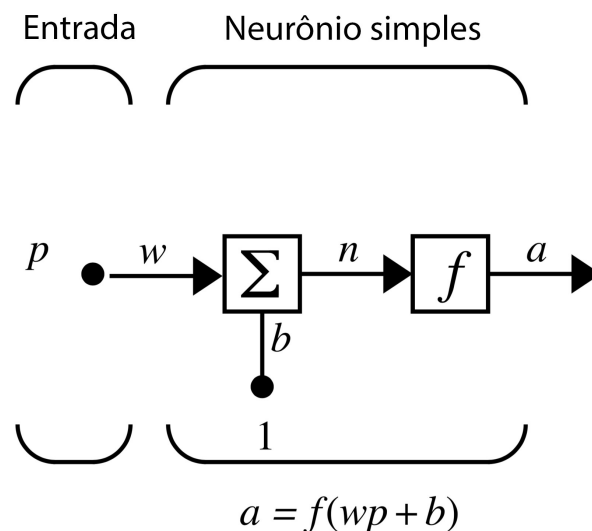 Entrada Neurônio simples
p w Σ n f a
b
1
a = f(wp + b)